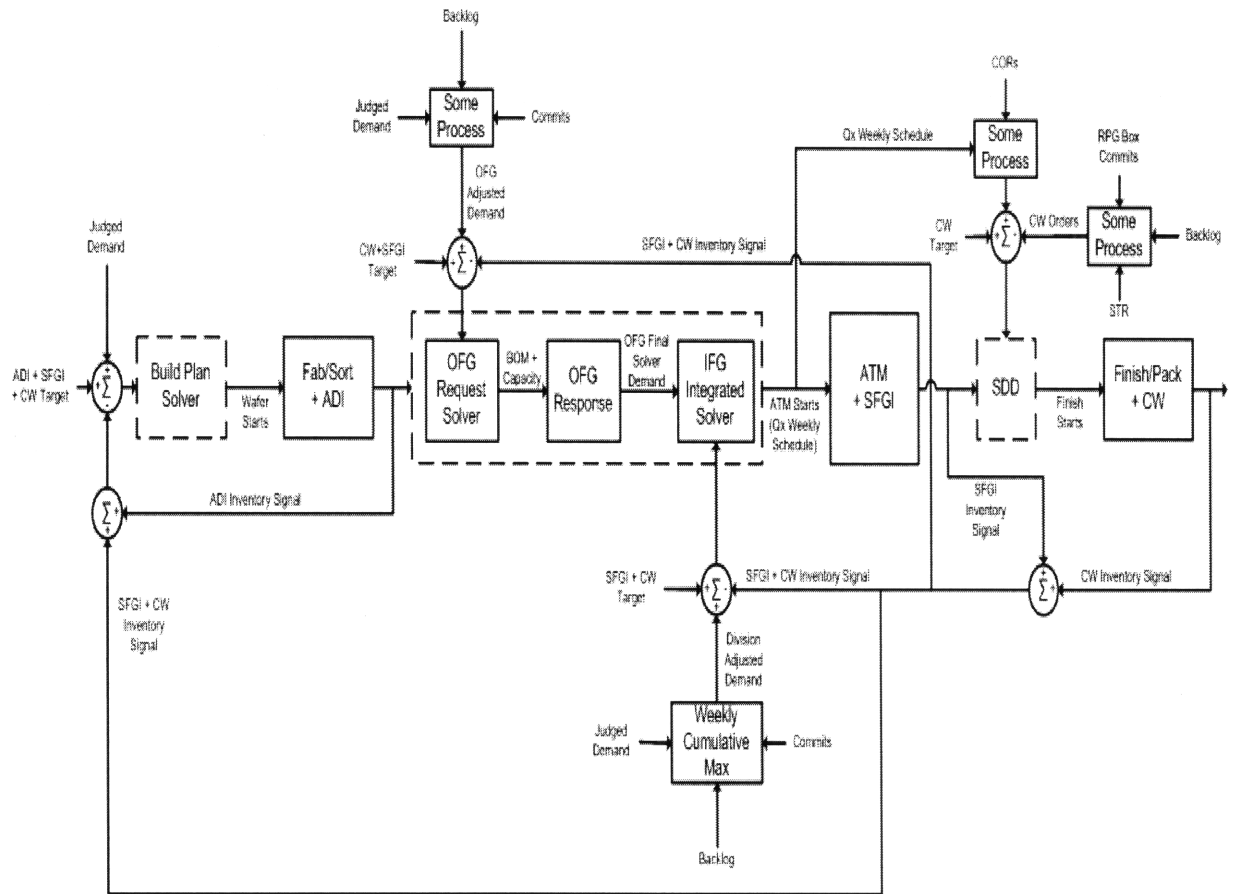 Backlog
CORs
Judged
Demand
Some
Process
Commits
Qx Weekly Schedule
Some
Process
RPG Box
Commits
OFG
Adjusted
Demand
Judged
Demand
CW
Target
CW Orders
Some
Process
Backlog
CW+SFGI
Target
SFGI + CW Inventory Signal
STR
ADI + SFGI
+ CW Target
Build Plan
Solver
Wafer
Starts
Fab/Sort
+ ADI
OFG
Request
Solver
BOM +
Capacity
OFG
Response
OFG Final
Solver
Demand
IFG
Integrated
Solver
ATM Starts
(Qx Weekly
Schedule)
ATM
+ SFGI
SDD
Finish
Starts
Finish/Pack
+ CW
ADI Inventory Signal
SFGI
Inventory
Signal
SFGI + CW
Target
SFGI + CW Inventory Signal
CW Inventory Signal
SFGI + CW
Inventory
Signal
Division
Adjusted
Demand
Judged
Demand
Weekly
Cumulative
Max
Commits
Backlog